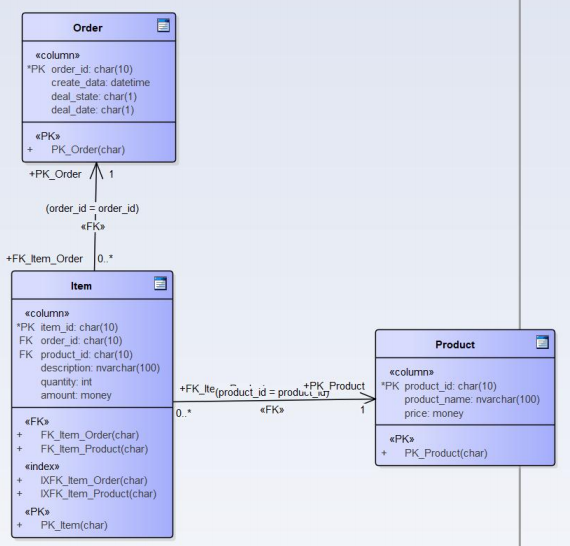 Order
«column»
*PK order_id: char(10)
create_data: datetime
deal_state: char(1)
deal_date: char(1)
«PK»
+ PK_Order(char)
+PK_Order 1
(order_id = order_id)
«FK»
+FK_Item_Order 0..*
Item
«column»
*PK item_id: char(10)
FK order_id: char(10)
FK product_id: char(10)
description: nvarchar(100)
quantity: int
amount: money
«FK»
+ FK_Item_Order(char)
+ FK_Item_Product(char)
«index»
+ IXFK_Item_Order(char)
+ IXFK_Item_Product(char)
«PK»
+ PK_Item(char)
+PK_Product
(product_id = product_id)
0..* «FK» 1
Product
«column»
*PK product_id: char(10)
product_name: nvarchar(100)
price: money
«PK»
+ PK_Product(char)